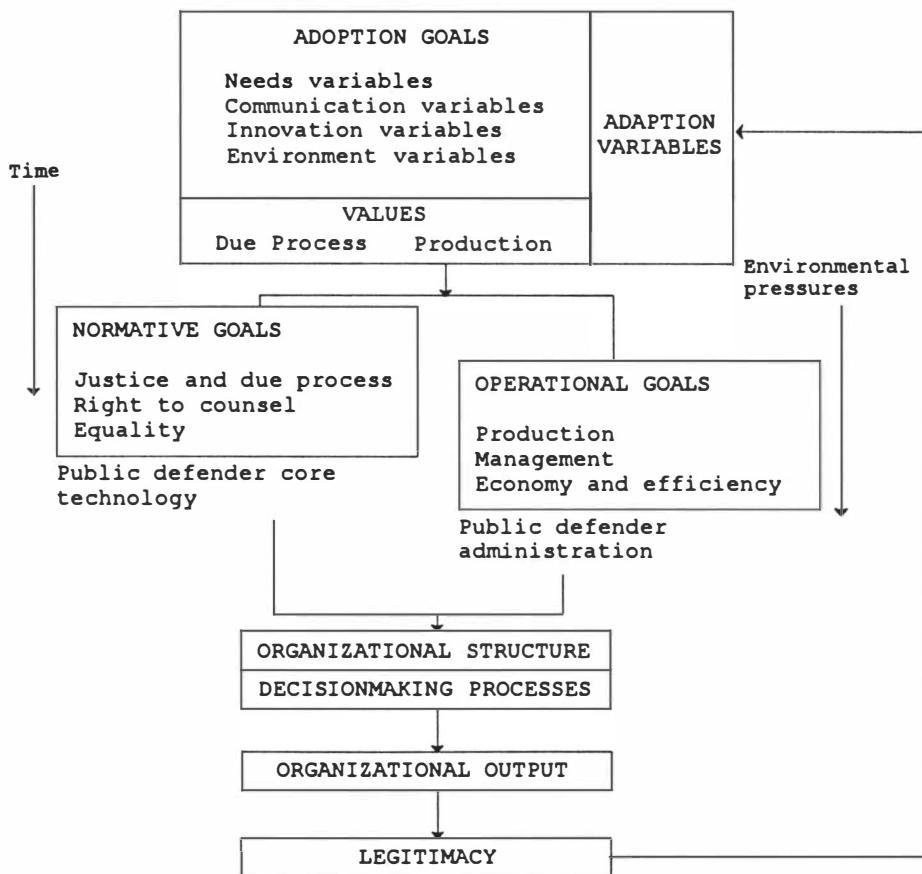 ADOPTION GOALS
Needs variables
Communication variables
Innovation variables
Environment variables
ADAPTION
VARIABLES
Time
VALUES
Due Process Production
Environmental
pressures
NORMATIVE GOALS
Justice and due process
Right to counsel
Equality
OPERATIONAL GOALS
Production
Management
Economy and efficiency
Public defender core
technology
Public defender
administration
ORGANIZATIONAL STRUCTURE
DECISIONMAKING PROCESSES
ORGANIZATIONAL OUTPUT
LEGITIMACY